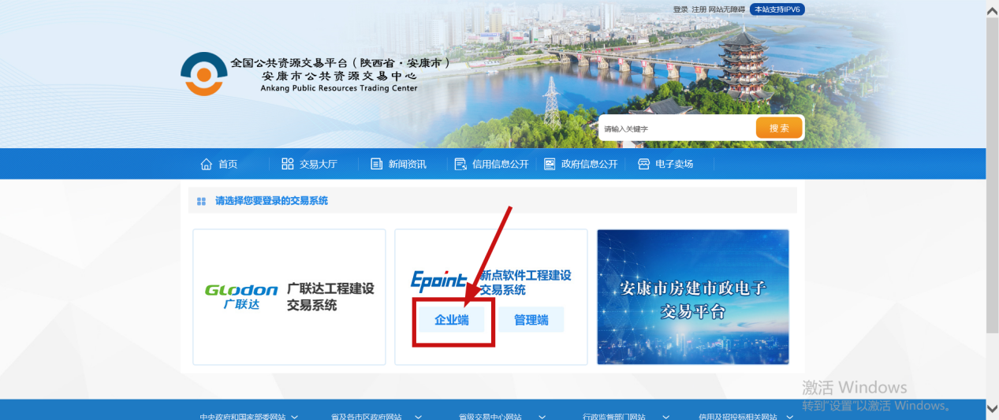 登录 注册 网站无障碍 本站支持IPV6
全国公共资源交易平台（陕西省·安康市）
安康市公共资源交易中心
Ankang Public Resources Trading Center
请输入关键字 搜索
首页 交易大厅 新闻资讯 信用信息公开 政府信息公开 电子卖场
请选择您要登录的交易系统
Glodon
广联达
广联达工程建设
交易系统
Epoint
新点软件工程建设
交易系统
企业端 管理端
安康市房建市政电子
交易平台
激活 Windows
转到"设置"以激活 Windows。
中央政府和国家部委网站 省及各市区政府网站 省级交易中心网站 行政监督部门网站 信用及招投标相关网站